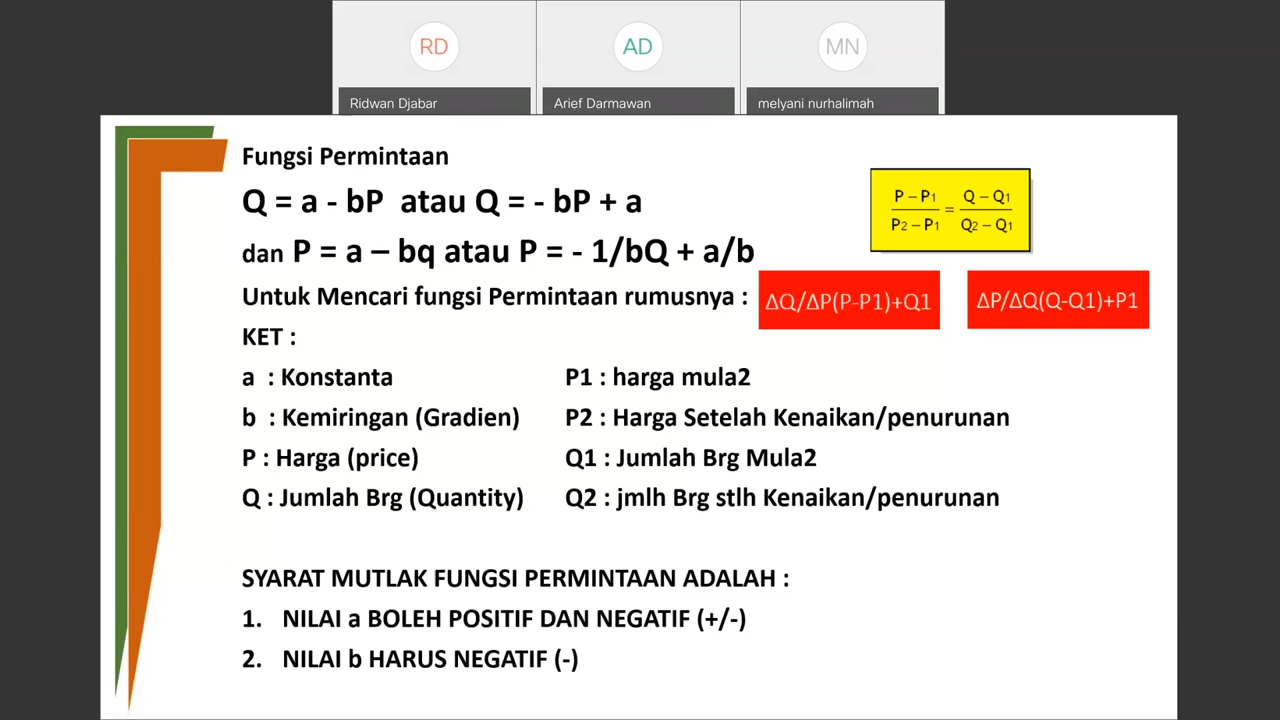 RD
AD
MN
Ridwan Djabar
Arief Darmawan
melyani nurhalimah
Fungsi Permintaan
Q = a - bP atau Q = - bP + a
dan P = a – bq atau P = - 1/bQ + a/b
P – P1 / P2 – P1 = Q – Q1 / Q2 – Q1
Untuk Mencari fungsi Permintaan rumusnya :
ΔQ/ΔP(P-P1)+Q1
ΔP/ΔQ(Q-Q1)+P1
KET :
a : Konstanta
P1 : harga mula2
b : Kemiringan (Gradien)
P2 : Harga Setelah Kenaikan/penurunan
P : Harga (price)
Q1 : Jumlah Brg Mula2
Q : Jumlah Brg (Quantity)
Q2 : jmlh Brg stlh Kenaikan/penurunan
SYARAT MUTLAK FUNGSI PERMINTAAN ADALAH :
1. NILAI a BOLEH POSITIF DAN NEGATIF (+/-)
2. NILAI b HARUS NEGATIF (-)